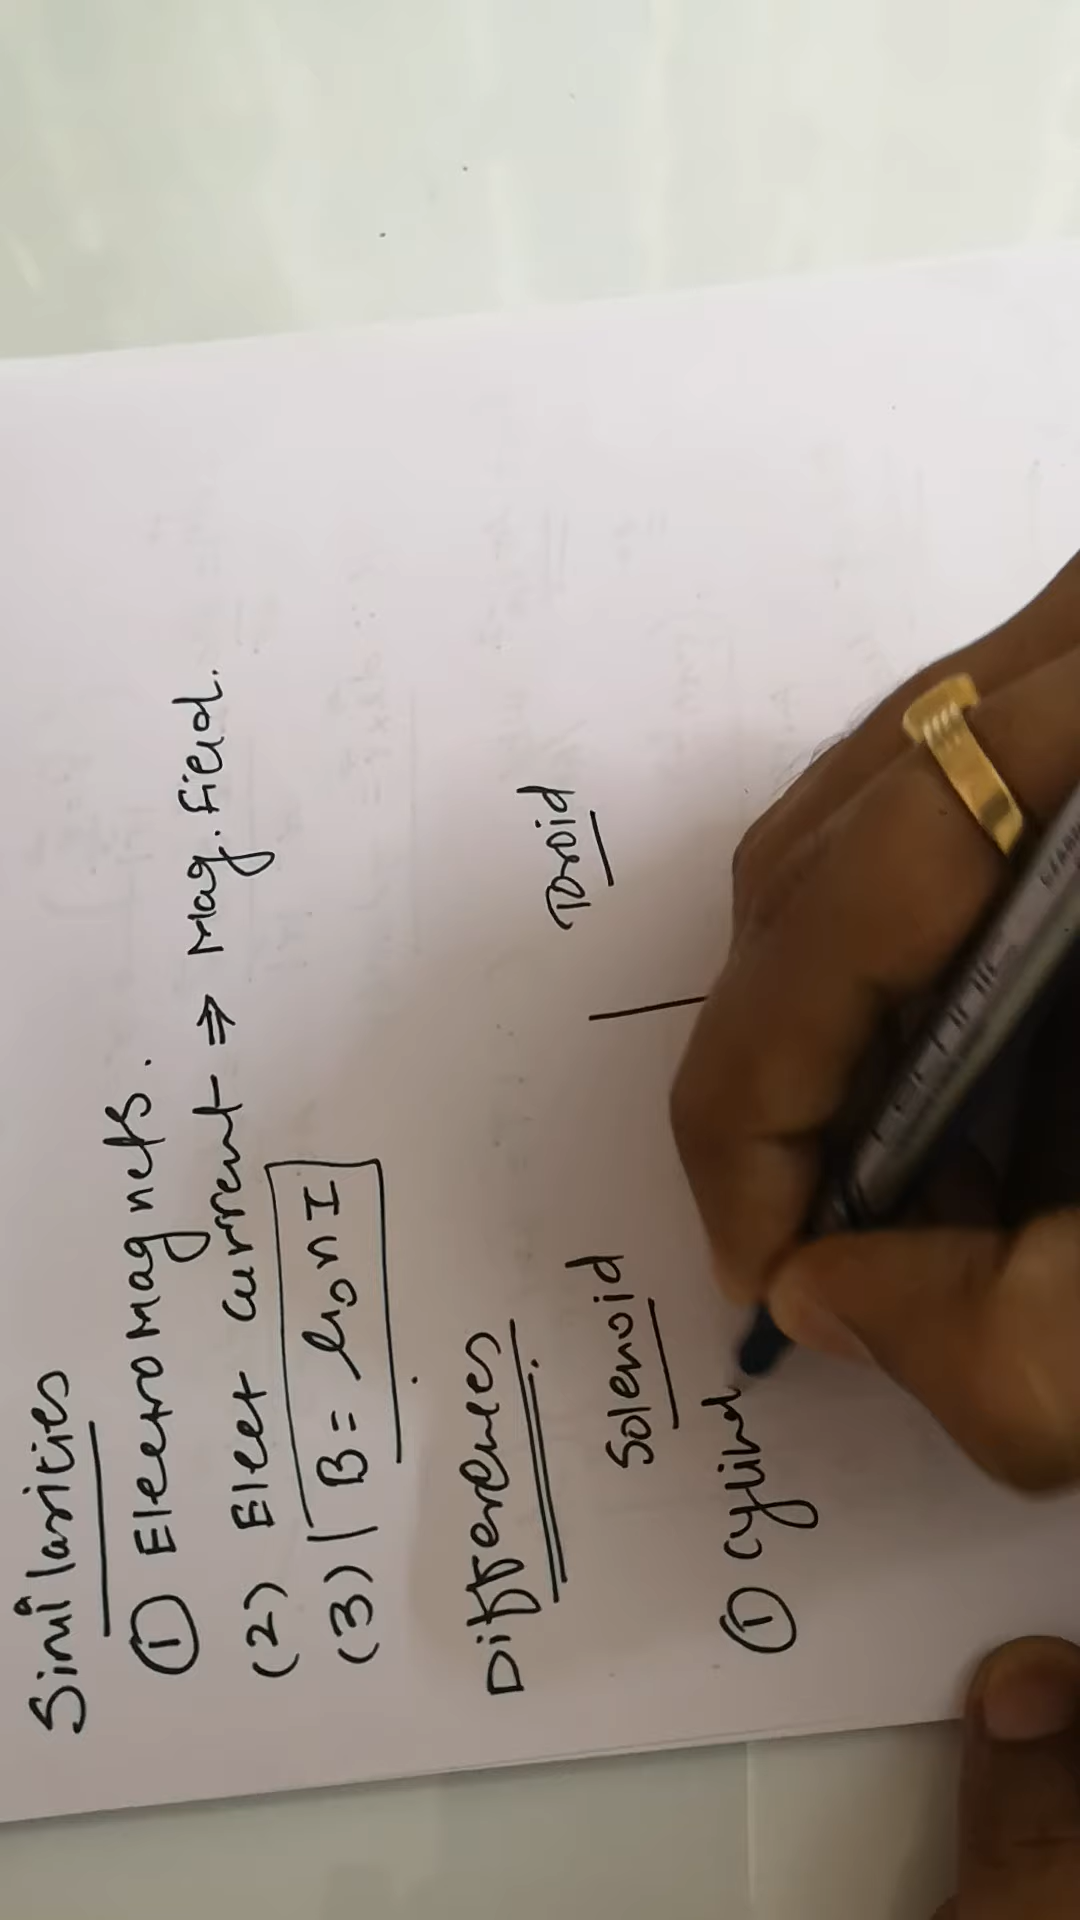 Similarities
① Electromagnets.
(2) Elect current ⇒ Mag. field.
(3) B = μ₀nI
Differences
Solenoid Toroid
① Cylind